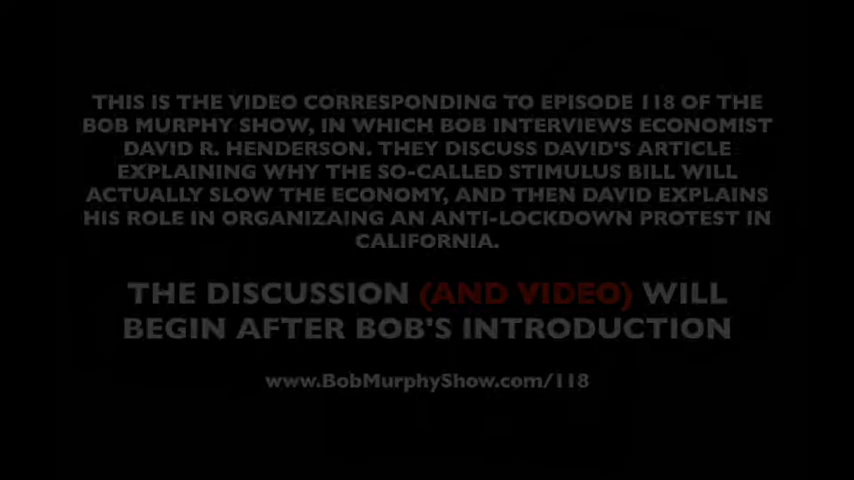 THIS IS THE VIDEO CORRESPONDING TO EPISODE 118 OF THE
BOB MURPHY SHOW, IN WHICH BOB INTERVIEWS ECONOMIST
DAVID R. HENDERSON. THEY DISCUSS DAVID'S ARTICLE
EXPLAINING WHY THE SO-CALLED STIMULUS BILL WILL
ACTUALLY SLOW THE ECONOMY, AND THEN DAVID EXPLAINS
HIS ROLE IN ORGANIZAING AN ANTI-LOCKDOWN PROTEST IN
CALIFORNIA.
THE DISCUSSION (AND VIDEO) WILL
BEGIN AFTER BOB'S INTRODUCTION
www.BobMurphyShow.com/118